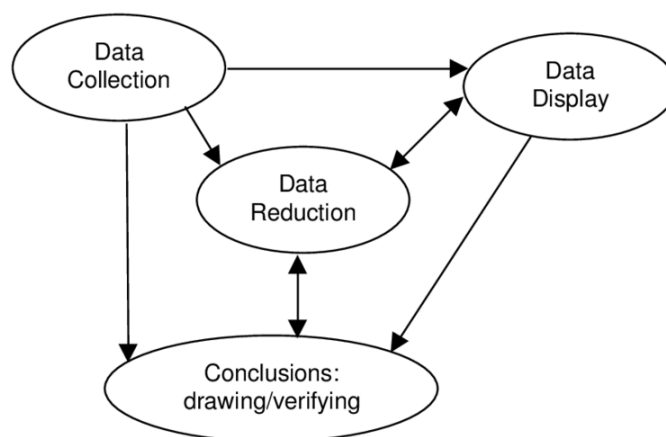 Data
Collection
Data
Display
Data
Reduction
Conclusions:
drawing/verifying